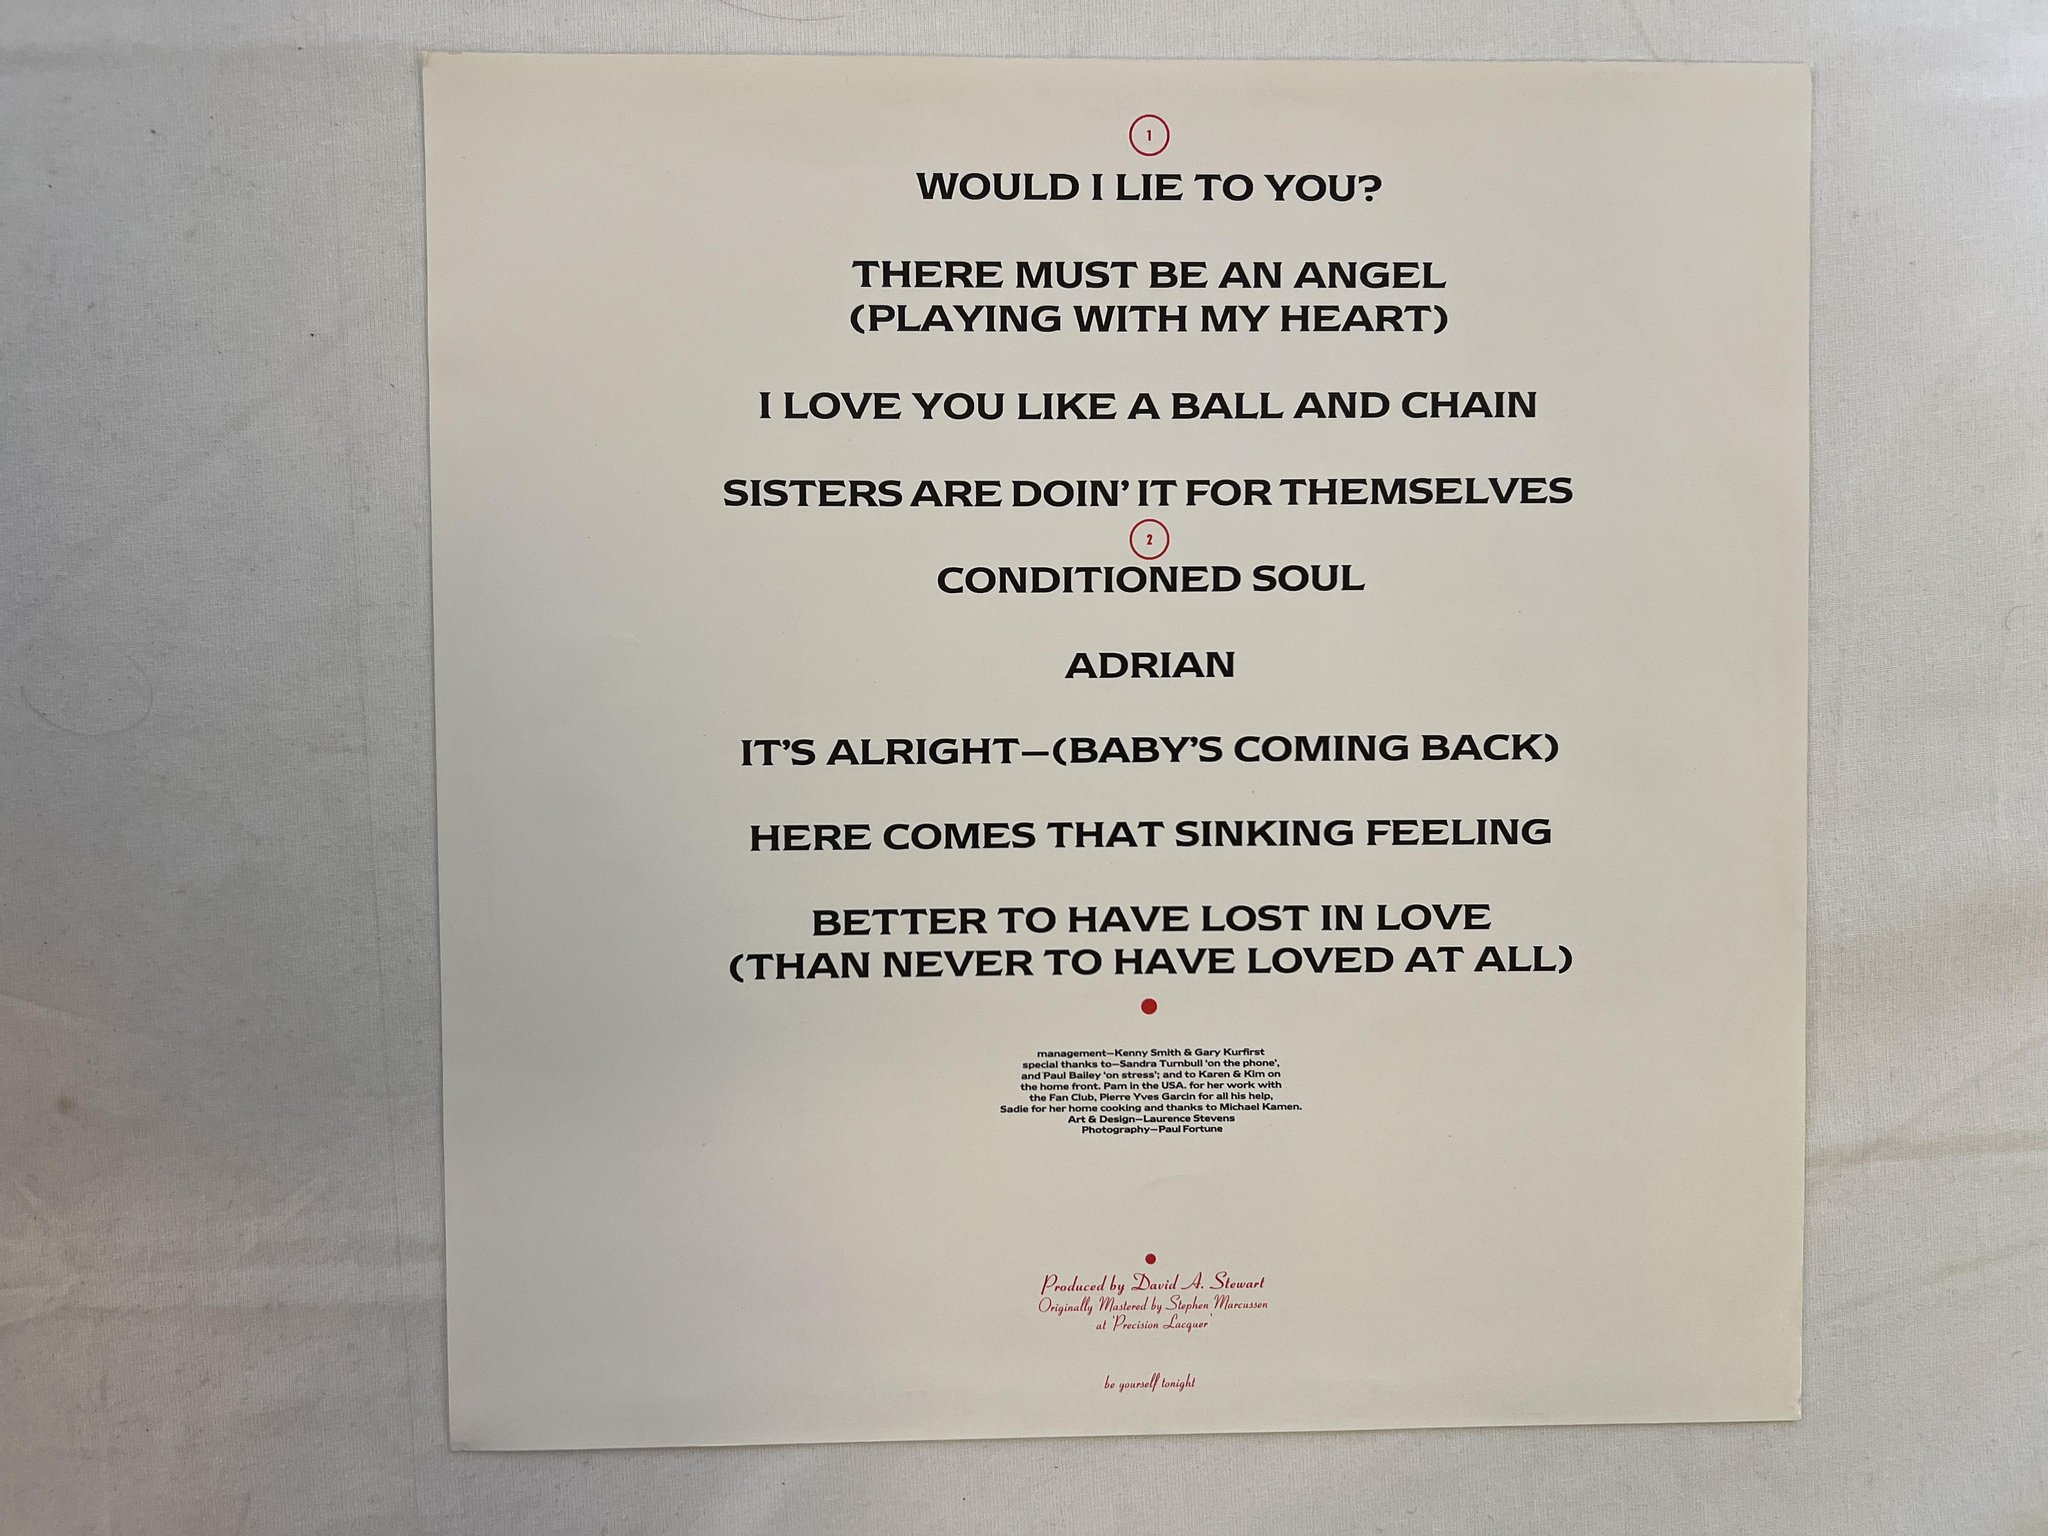 1
WOULD I LIE TO YOU?
THERE MUST BE AN ANGEL
(PLAYING WITH MY HEART)
I LOVE YOU LIKE A BALL AND CHAIN
SISTERS ARE DOIN' IT FOR THEMSELVES
2
CONDITIONED SOUL
ADRIAN
IT'S ALRIGHT—(BABY'S COMING BACK)
HERE COMES THAT SINKING FEELING
BETTER TO HAVE LOST IN LOVE
(THAN NEVER TO HAVE LOVED AT ALL)
management—Kenny Smith & Gary Kurfirst
special thanks to—Sandra Turnbull 'on the phone',
and Paul Bailey 'on stress'; and to Karen & Kim on
the home front. Pam in the USA. for her work with
the Fan Club, Pierre Yves Garcin for all his help,
Sadie for her home cooking and thanks to Michael Kamen.
Art & Design—Laurence Stevens
Photography—Paul Fortune
Produced by David A. Stewart
Originally Mastered by Stephen Marcussen
at 'Precision Lacquer'
be yourself tonight